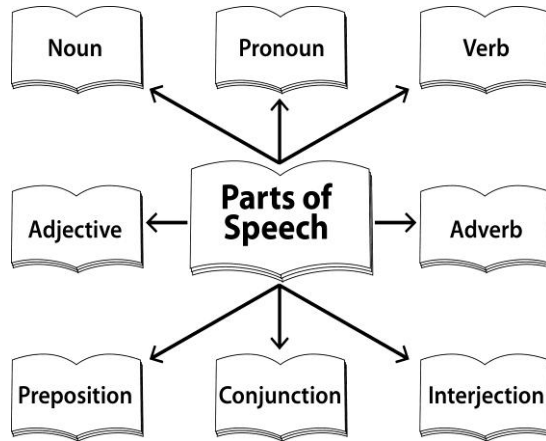 Noun
Pronoun
Verb
Adjective
Parts of
Speech
Adverb
Preposition
Conjunction
Interjection